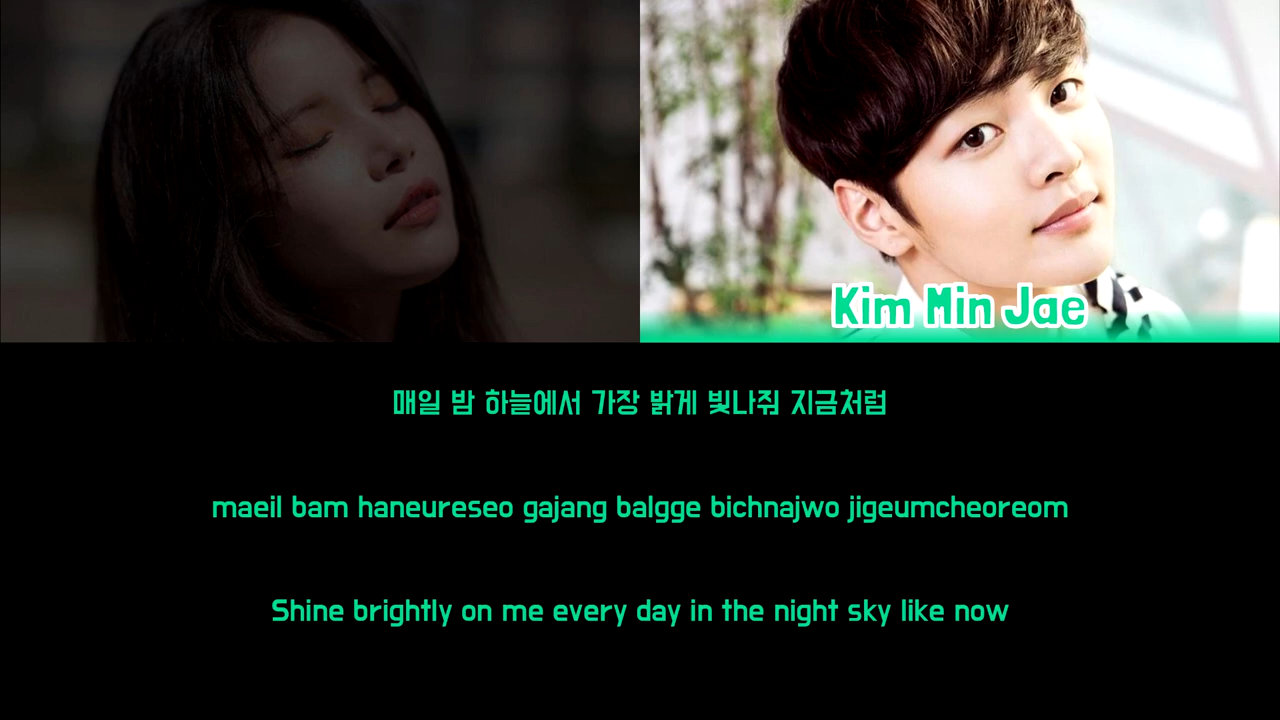 Kim Min Jae
매일 밤 하늘에서 가장 밝게 빛나줘 지금처럼
maeil bam haneureseo gajang balgge bichnajwo jigeumcheoreom
Shine brightly on me every day in the night sky like now